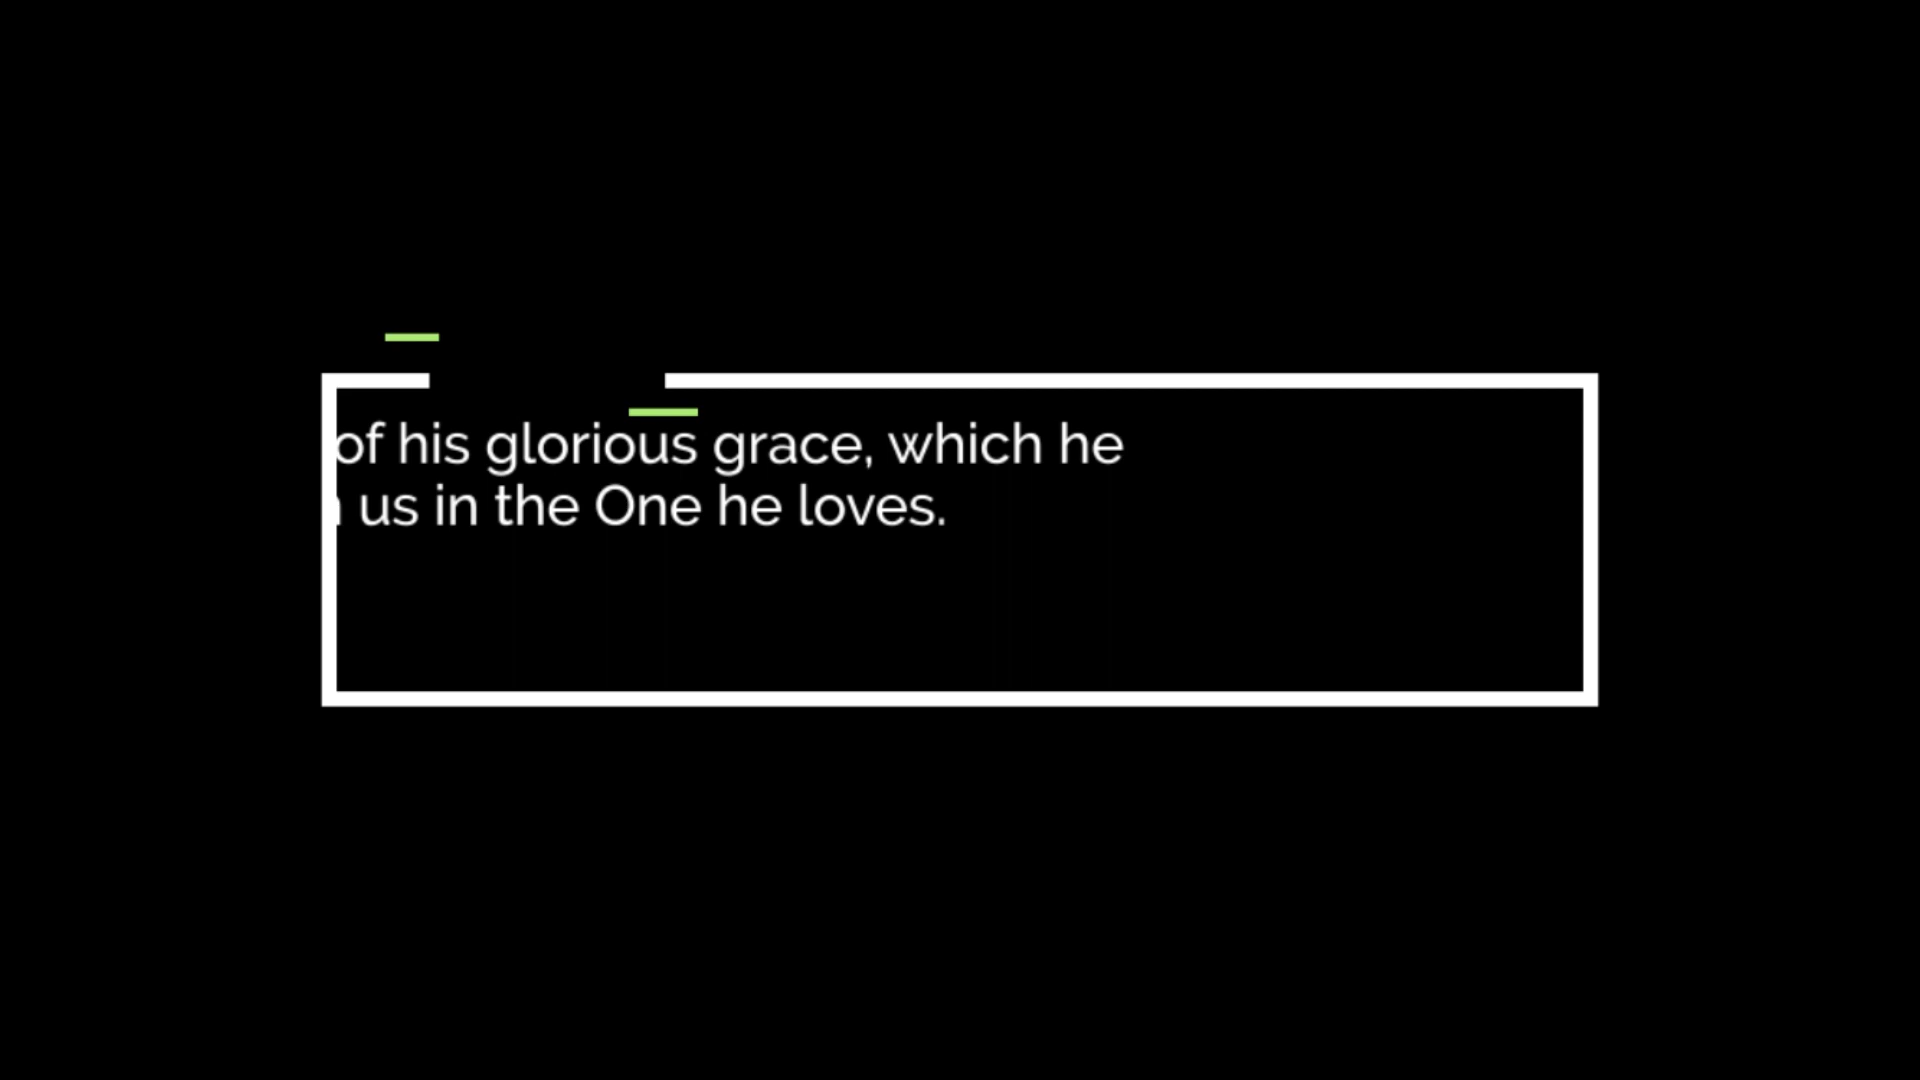 of his glorious grace, which he
us in the One he loves.